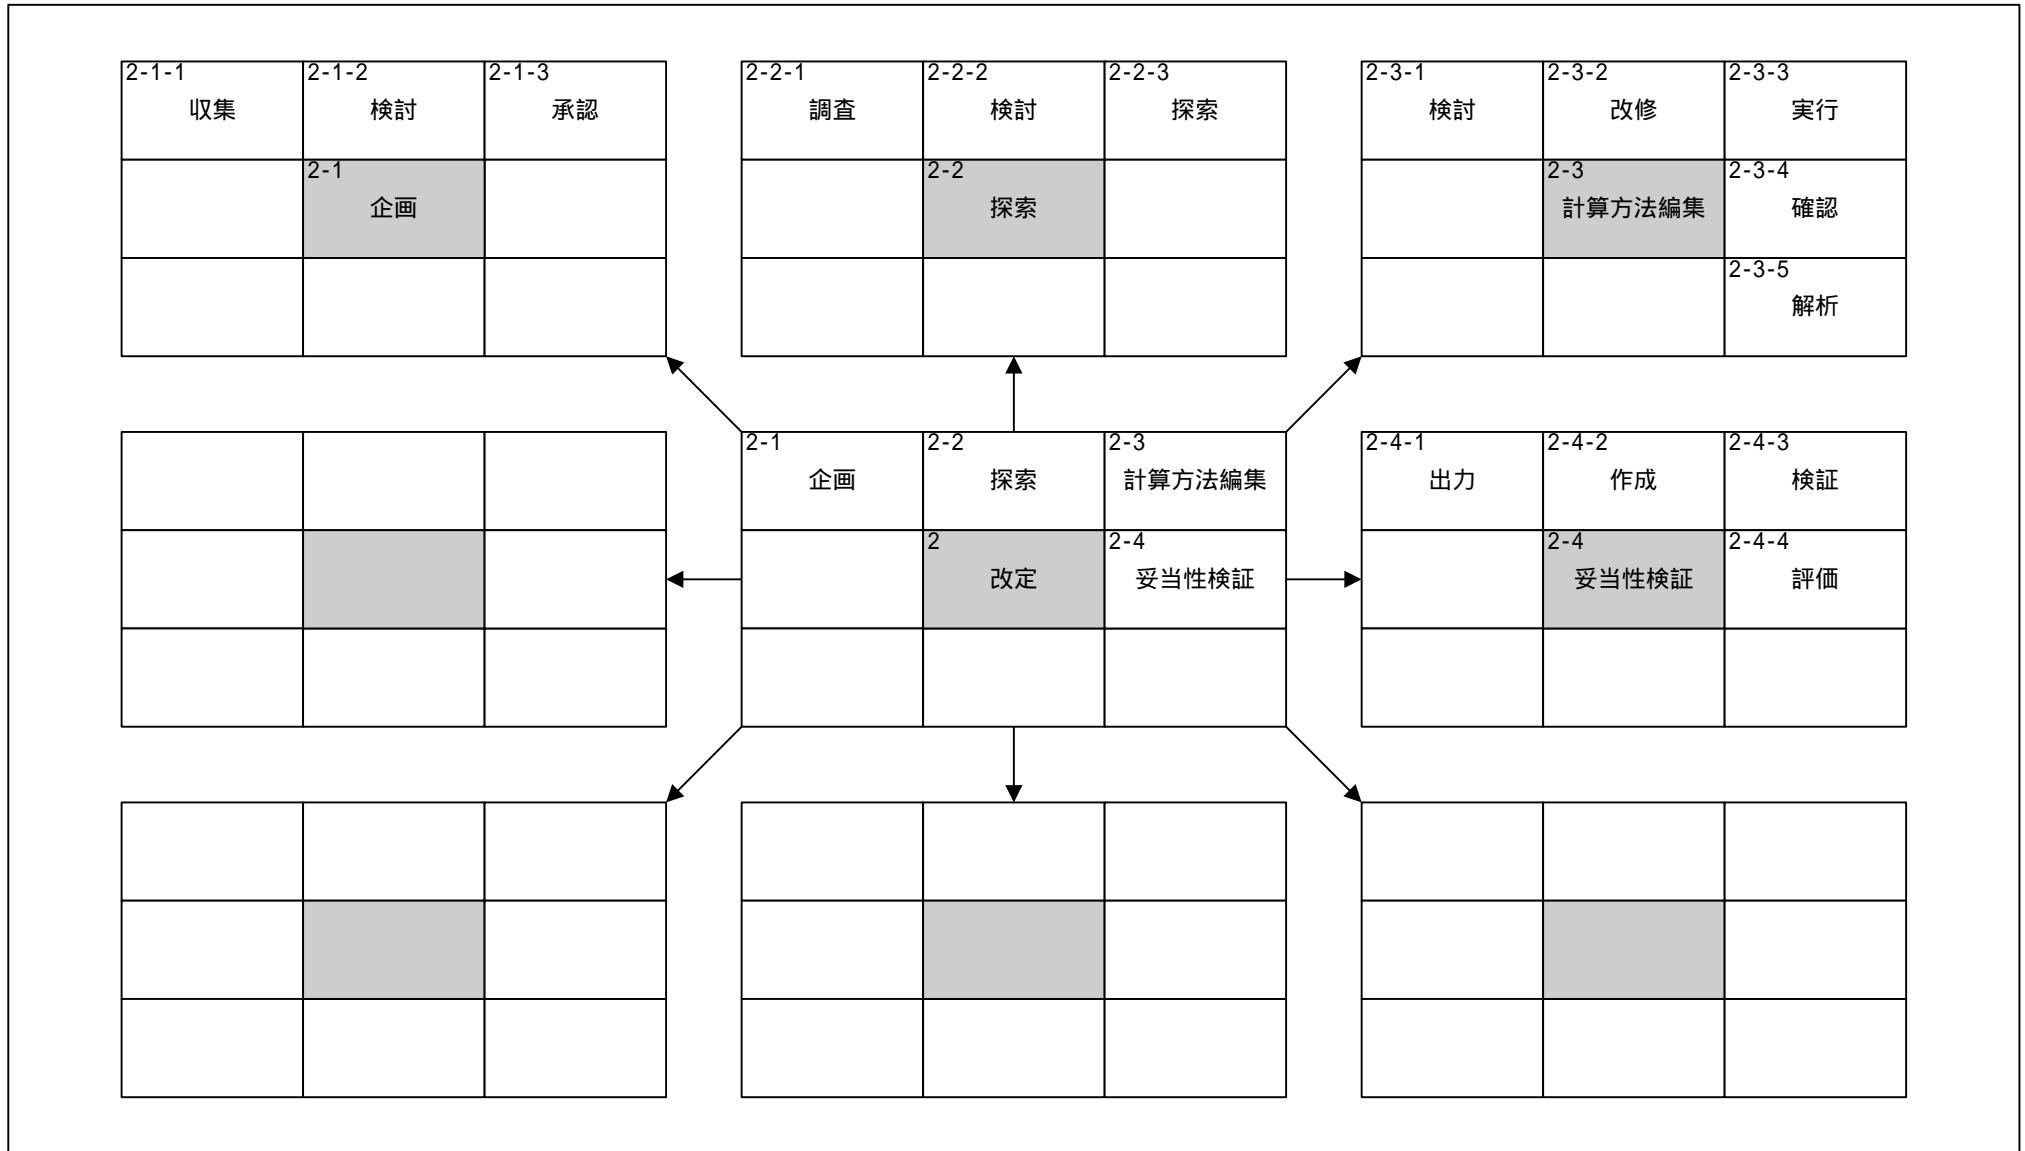 2-1-1
収集
2-1-2
検討
2-1-3
承認
2-1
企画
2-2-1
調査
2-2-2
検討
2-2-3
探索
2-2
探索
2-3-1
検討
2-3-2
改修
2-3-3
実行
2-3
計算方法編集
2-3-4
確認
2-3-5
解析
2-1
企画
2-2
探索
2-3
計算方法編集
2
改定
2-4
妥当性検証
2-4-1
出力
2-4-2
作成
2-4-3
検証
2-4
妥当性検証
2-4-4
評価